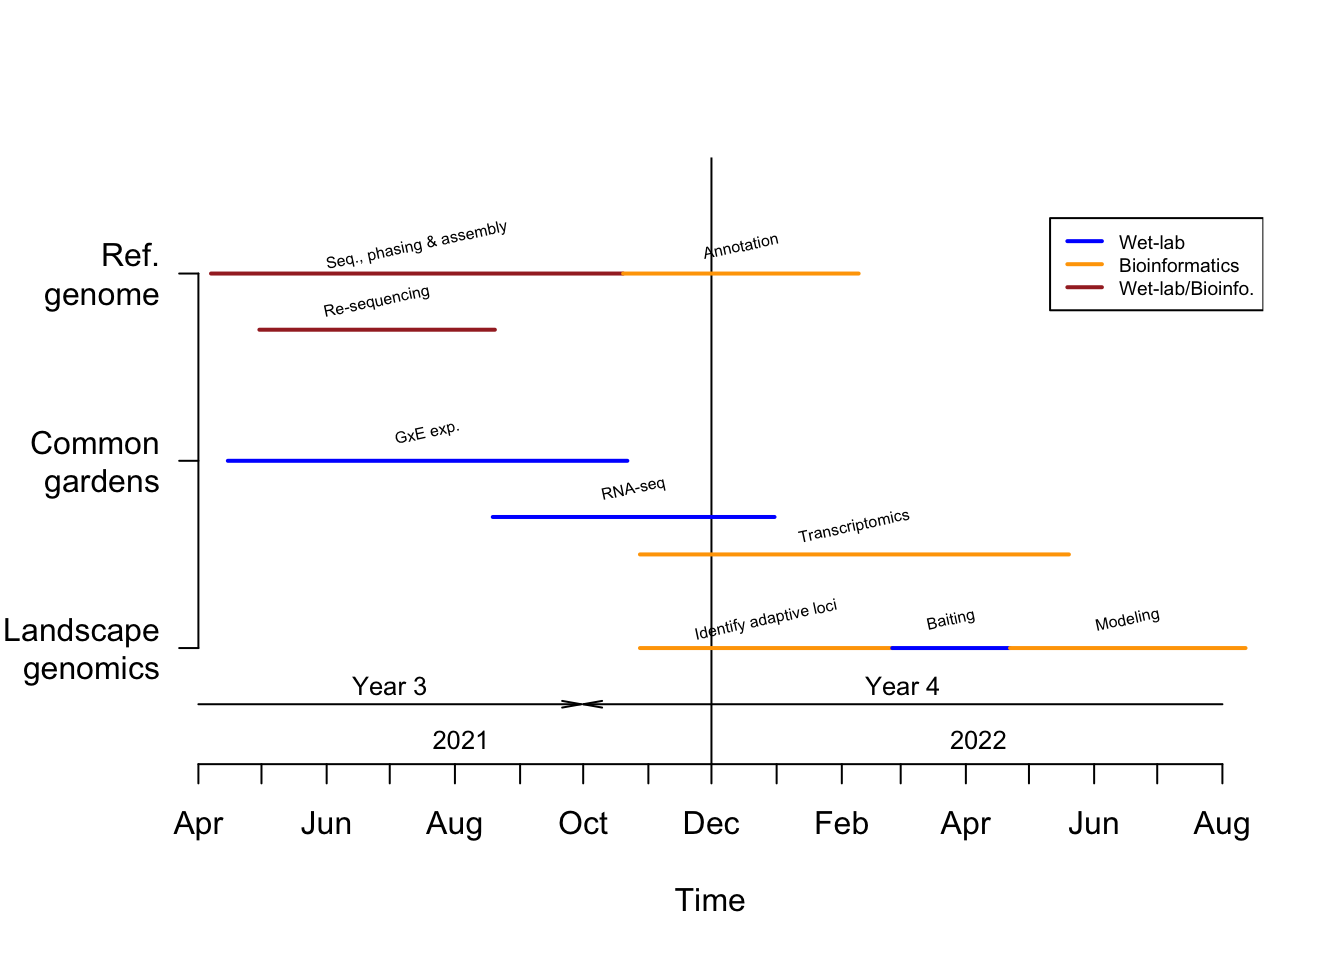 Seq., phasing & assembly
Annotation
Ref.
genome
Re-sequencing
Wet-lab
Bioinformatics
Wet-lab/Bioinfo.
Common
gardens
GxE exp.
RNA-seq
Transcriptomics
Landscape
genomics
Identify adaptive loci
Baiting
Modeling
Year 3
Year 4
2021
2022
Apr Jun Aug Oct Dec Feb Apr Jun Aug
Time